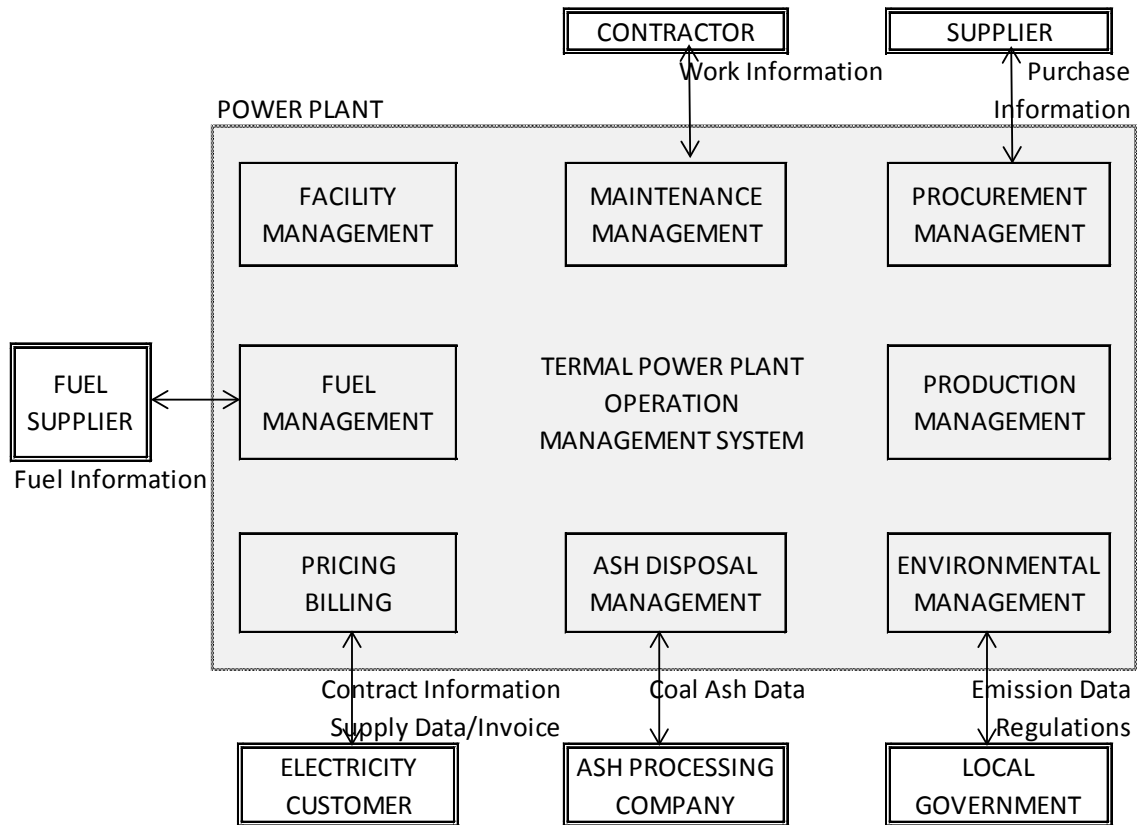 CONTRACTOR
SUPPLIER
Work Information
Purchase
Information
POWER PLANT
FACILITY
MANAGEMENT
MAINTENANCE
MANAGEMENT
PROCUREMENT
MANAGEMENT
FUEL
SUPPLIER
Fuel Information
FUEL
MANAGEMENT
TERMAL POWER PLANT
OPERATION
MANAGEMENT SYSTEM
PRODUCTION
MANAGEMENT
PRICING
BILLING
ASH DISPOSAL
MANAGEMENT
ENVIRONMENTAL
MANAGEMENT
Contract Information
Supply Data/Invoice
Coal Ash Data
Emission Data
Regulations
ELECTRICITY
CUSTOMER
ASH PROCESSING
COMPANY
LOCAL
GOVERNMENT